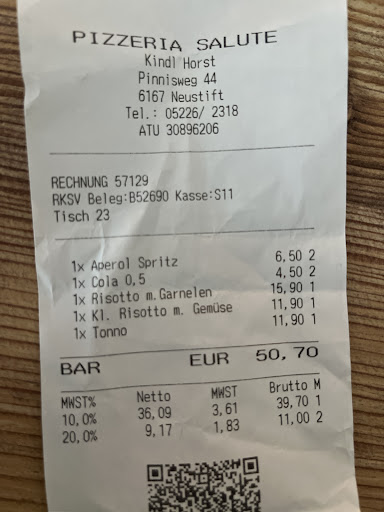 PIZZERIA SALUTE
Kindl Horst
Pinnisweg 44
6167 Neustift
Tel.: 05226/ 2318
ATU 30896206
RECHNUNG 57129
RKSV Beleg:B52690 Kasse:S11
Tisch 23
1x Aperol Spritz 6,50 2
1x Cola 0,5 4,50 2
1x Risotto m.Garnelen 15,90 1
1x Kl. Risotto m. Gemüse 11,90 1
1x Tonno 11,90 1
BAR EUR 50,70
MWST% Netto MWST Brutto M
10,0% 36,09 3,61 39,70 1
20,0% 9,17 1,83 11,00 2